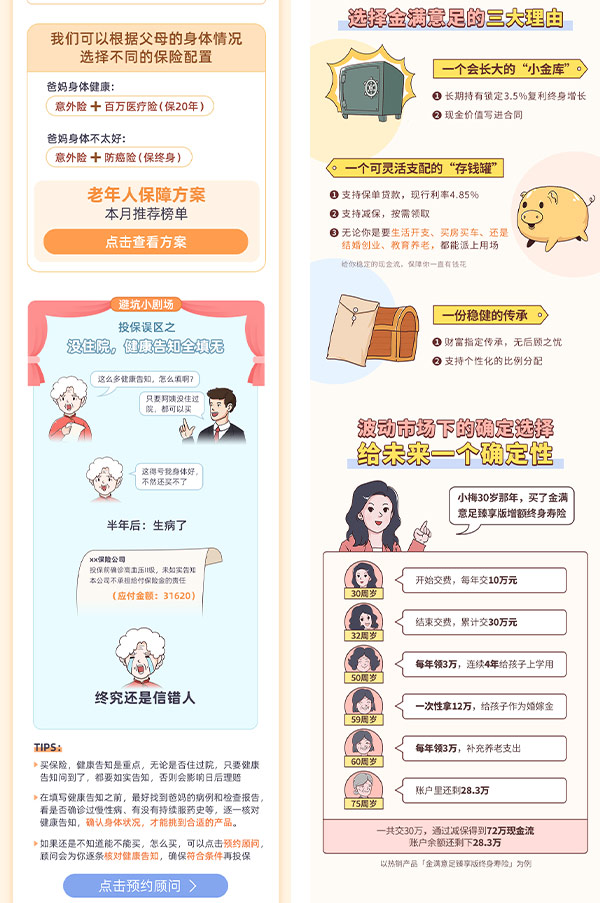 我们可以根据父母的身体情况
选择不同的保险配置
爸妈身体健康：
意外险 + 百万医疗险(保20年)
爸妈身体不太好：
意外险 + 防癌险(保终身)
老年人保障方案
本月推荐榜单
点击查看方案
避坑小剧场
投保误区之
没住院，健康告知全填无
这么多健康告知，怎么填啊？
只要阿姨没住过
院，都可以买
这得亏我身体好，
不然还买不了
半年后：生病了
××保险公司
投保前确诊高血压II级，未如实告知
本公司不承担给付保险金的责任
（应付金额：31620）
终究还是信错人
TIPS：
买保险，健康告知是重点，无论是否住过院，只要健康
告知问到了，都要如实告知，否则会影响日后理赔
在填写健康告知之前，最好找到爸妈的病例和检查报告，
看是否确诊过慢性病、有没有持续服药史等，逐一核对
健康告知，确认身体状况，才能挑到合适的产品。
如果还是不知道能不能买，怎么买，可以点击预约顾问，
顾问会为你逐条核对健康告知，确保符合条件再投保
点击预约顾问 >
选择金满意足的三大理由
一个会长大的“小金库”
1 长期持有锁定3.5%复利终身增长
2 现金价值写进合同
一个可灵活支配的“存钱罐”
1 支持保单贷款，现行利率4.85%
2 支持减保，按需领取
3 无论你是要生活开支、买房买车、还是
结婚创业、教育养老，都能派上用场
给你稳定的现金流，保障你一直有钱花
一份稳健的传承
1 财富指定传承，无后顾之忧
2 支持个性化的比例分配
波动市场下的确定选择
给未来一个确定性
小梅30岁那年，买了金满
意足臻享版增额终身寿险
30周岁
开始交费，每年交10万元
32周岁
结束交费，累计交30万元
50周岁
每年领3万，连续4年给孩子上学用
59周岁
一次性拿12万，给孩子作为婚嫁金
60周岁
每年领3万，补充养老支出
75周岁
账户里还剩28.3万
一共交30万，通过减保得到72万现金流
账户余额还剩下28.3万
以热销产品「金满意足臻享版终身寿险」为例